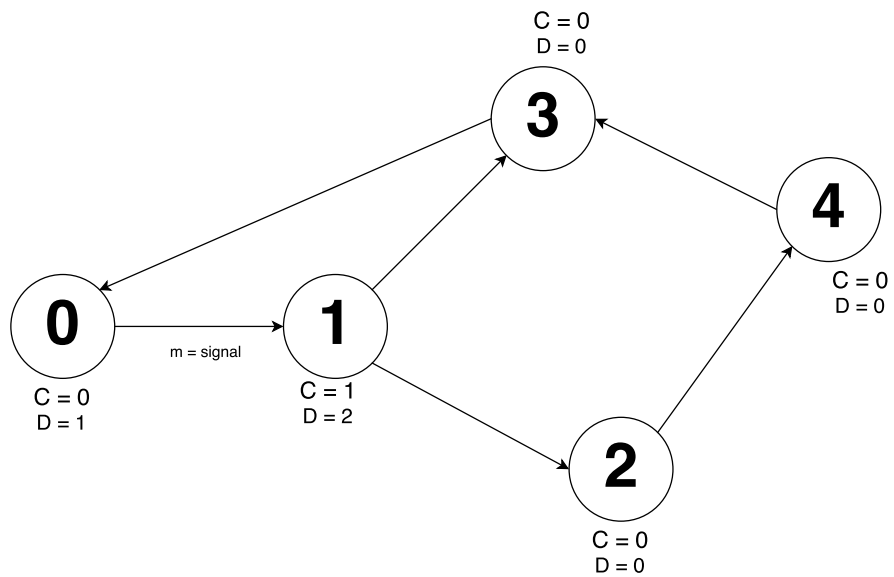 C = 0
D = 0
3
4
C = 0
D = 0
0
1
m = signal
C = 0
D = 1
C = 1
D = 2
2
C = 0
D = 0